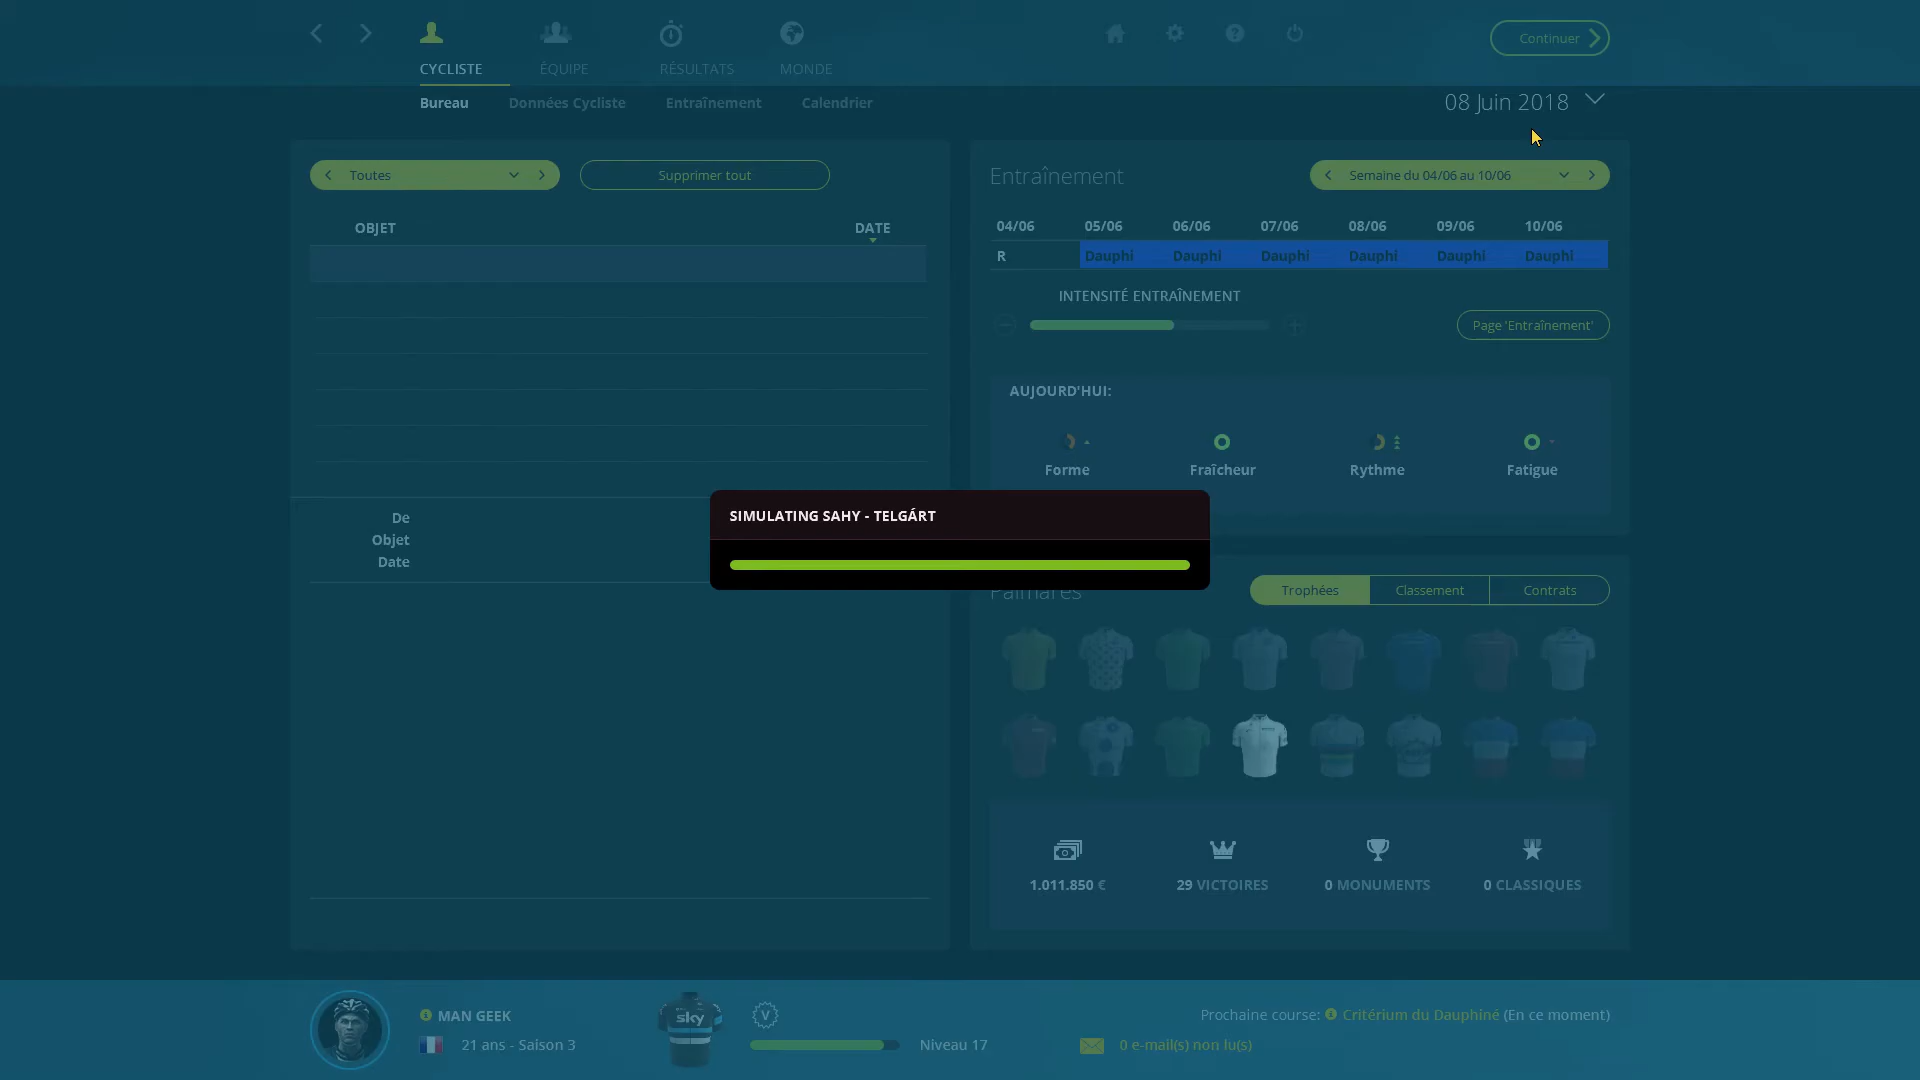 CYCLISTE
ÉQUIPE
RÉSULTATS
MONDE
Continuer
Bureau
Données Cycliste
Entraînement
Calendrier
08 Juin 2018
Toutes
Supprimer tout
OBJET
DATE
De
Objet
Date
Entraînement
Semaine du 04/06 au 10/06
04/06 05/06 06/06 07/06 08/06 09/06 10/06
R Dauphi Dauphi Dauphi Dauphi Dauphi Dauphi
INTENSITÉ ENTRAÎNEMENT
Page 'Entraînement'
AUJOURD'HUI:
Forme
Fraîcheur
Rythme
Fatigue
SIMULATING SAHY - TELGÁRT
Palmarès
Trophées
Classement
Contrats
1.011.850 €
29 VICTOIRES
0 MONUMENTS
0 CLASSIQUES
MAN GEEK
21 ans - Saison 3
sky
V
Niveau 17
Prochaine course: Critérium du Dauphiné (En ce moment)
0 e-mail(s) non lu(s)